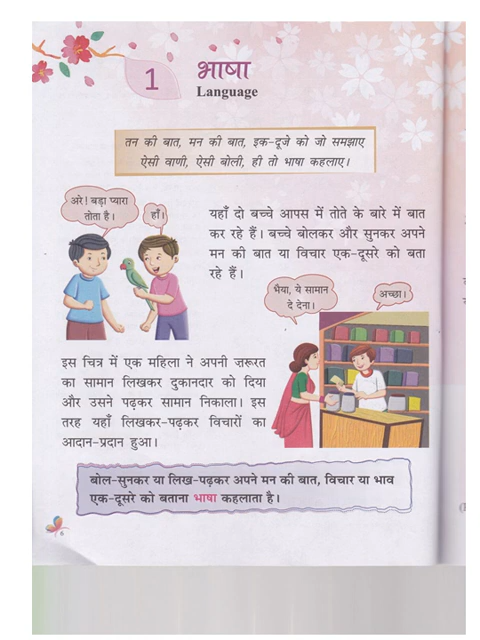 1
भाषा
Language
तन की बात, मन की बात, इक-दूजे को जो समझाए
ऐसी वाणी, ऐसी बोली, ही तो भाषा कहलाए।
अरे! बड़ा प्यारा
तोता है।
हाँ।
यहाँ दो बच्चे आपस में तोते के बारे में बात
कर रहे हैं। बच्चे बोलकर और सुनकर अपने
मन की बात या विचार एक-दूसरे को बता
रहे हैं।
भैया, ये सामान
दे देना।
अच्छा।
इस चित्र में एक महिला ने अपनी ज़रूरत
का सामान लिखकर दुकानदार को दिया
और उसने पढ़कर सामान निकाला। इस
तरह यहाँ लिखकर-पढ़कर विचारों का
आदान-प्रदान हुआ।
बोल-सुनकर या लिख-पढ़कर अपने मन की बात, विचार या भाव
एक-दूसरे को बताना भाषा कहलाता है।
6